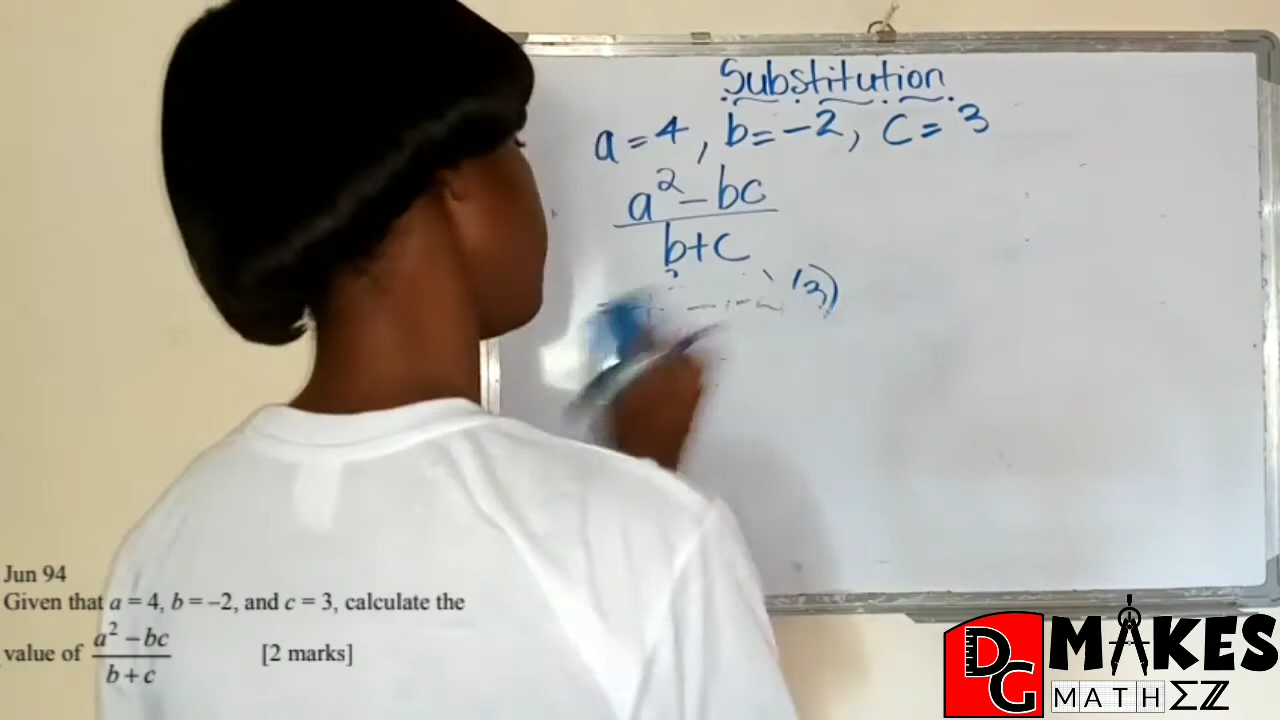 Substitution
a = 4, b = -2, c = 3
a² - bc
b + c
3)
Jun 94
Given that a = 4, b = –2, and c = 3, calculate the
value of a² – bc / b + c [2 marks]
DG MAKES
MATHΣZ